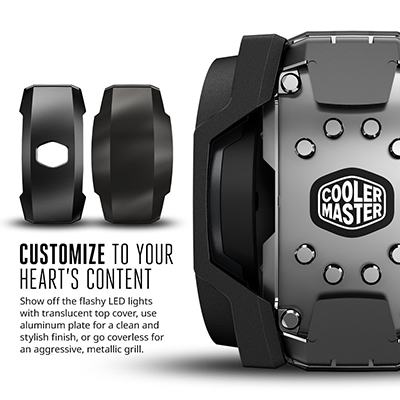 COOLER
MASTER
CUSTOMIZE TO YOUR
HEART'S CONTENT
Show off the flashy LED lights
with translucent top cover, use
aluminum plate for a clean and
stylish finish, or go coverless for
an aggressive, metallic grill.